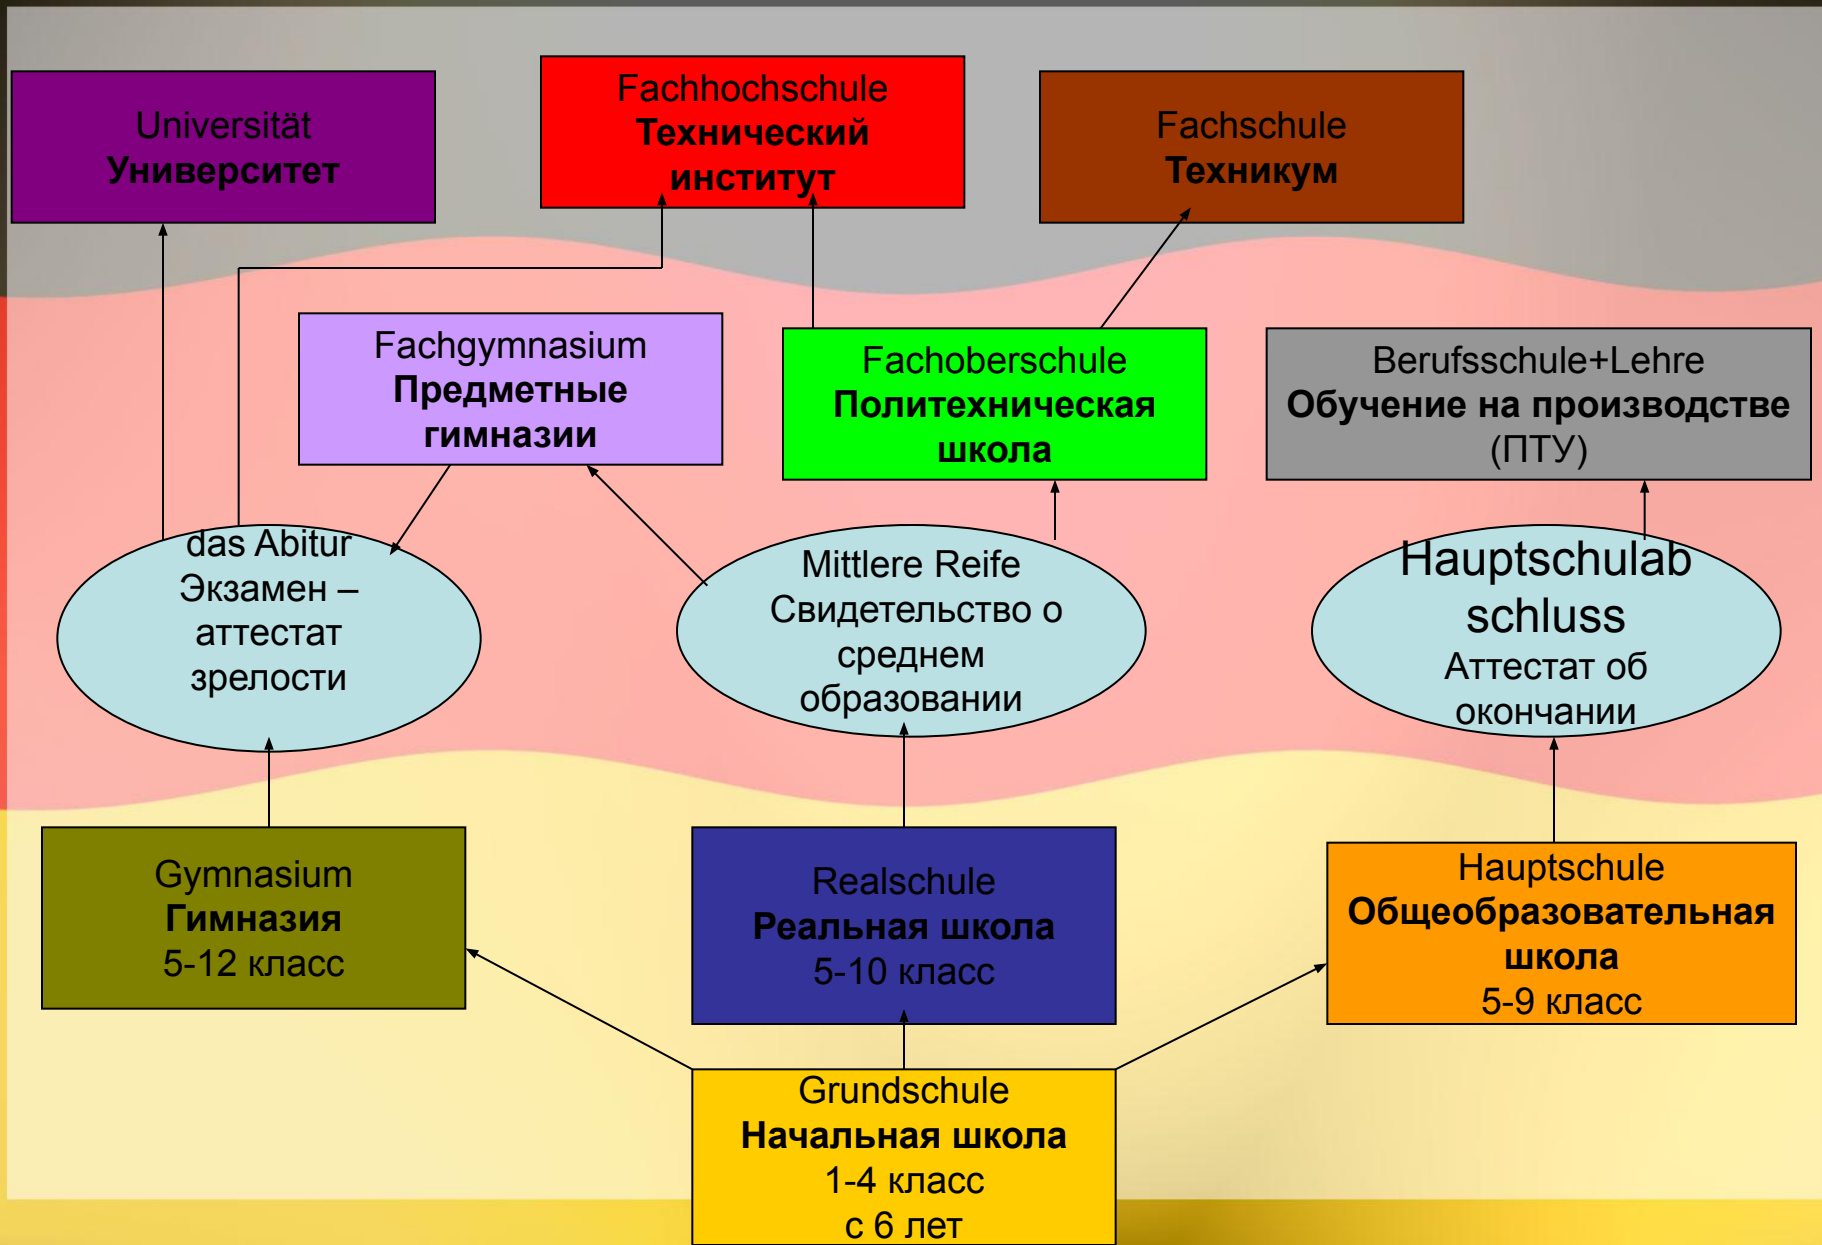 Universität
Университет
Fachhochschule
Технический
институт
Fachschule
Техникум
Fachgymnasium
Предметные
гимназии
Fachoberschule
Политехническая
школа
Berufsschule+Lehre
Обучение на производстве
(ПТУ)
das Abitur
Экзамен –
аттестат
зрелости
Mittlere Reife
Свидетельство о
среднем
образовании
Hauptschulab
schluss
Аттестат об
окончании
Gymnasium
Гимназия
5-12 класс
Realschule
Реальная школа
5-10 класс
Hauptschule
Общеобразовательная
школа
5-9 класс
Grundschule
Начальная школа
1-4 класс
с 6 лет